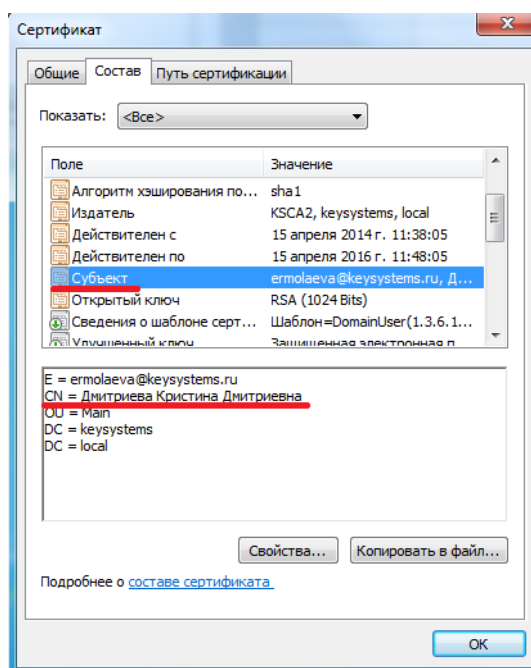 Сертификат
Общие Состав Путь сертификации
Показать: <Все>
Поле Значение
Алгоритм хэширования по... sha1
Издатель KSCA2, keysystems, local
Действителен с 15 апреля 2014 г. 11:38:05
Действителен по 15 апреля 2016 г. 11:48:05
Субъект ermolaeva@keysystems.ru, Д...
Открытый ключ RSA (1024 Bits)
Сведения о шаблоне серт... Шаблон=DomainUser(1.3.6.1...
Улучшенный ключ Защищенная электронная п
E = ermolaeva@keysystems.ru
CN = Дмитриева Кристина Дмитриевна
OU = Main
DC = keysystems
DC = local
Свойства... Копировать в файл...
Подробнее о составе сертификата
ОК